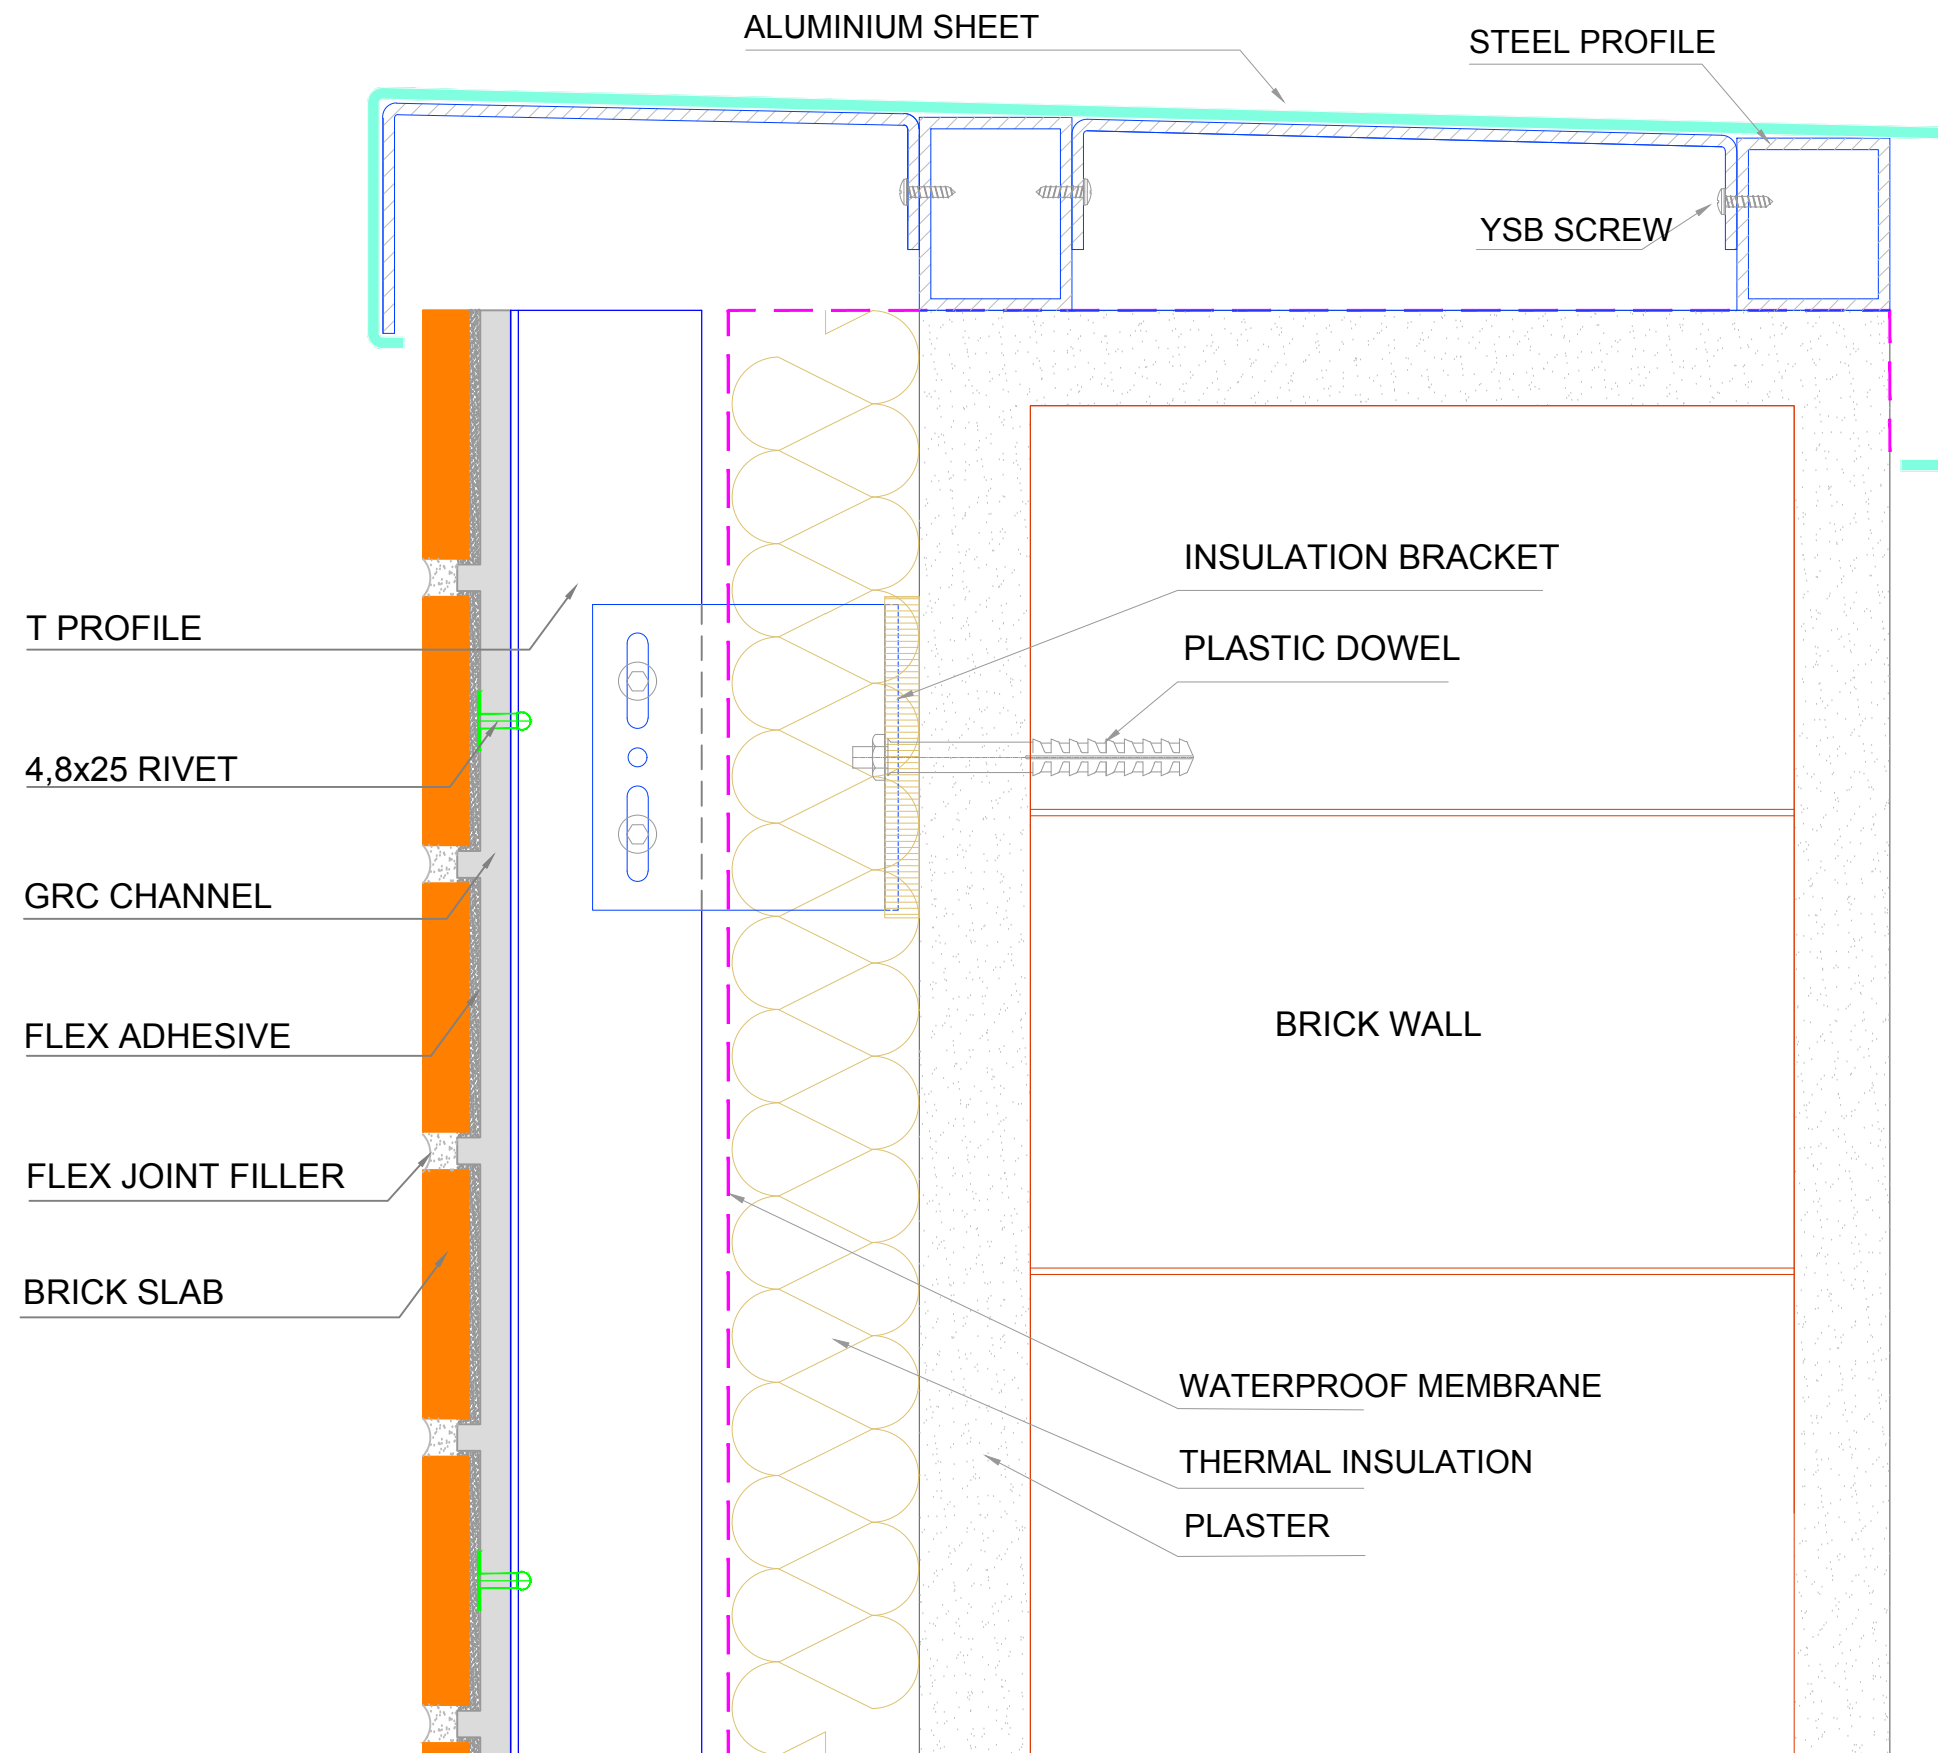 ALUMINIUM SHEET
STEEL PROFILE
YSB SCREW
INSULATION BRACKET
T PROFILE
PLASTIC DOWEL
4,8x25 RIVET
GRC CHANNEL
FLEX ADHESIVE
BRICK WALL
FLEX JOINT FILLER
BRICK SLAB
WATERPROOF MEMBRANE
THERMAL INSULATION
PLASTER